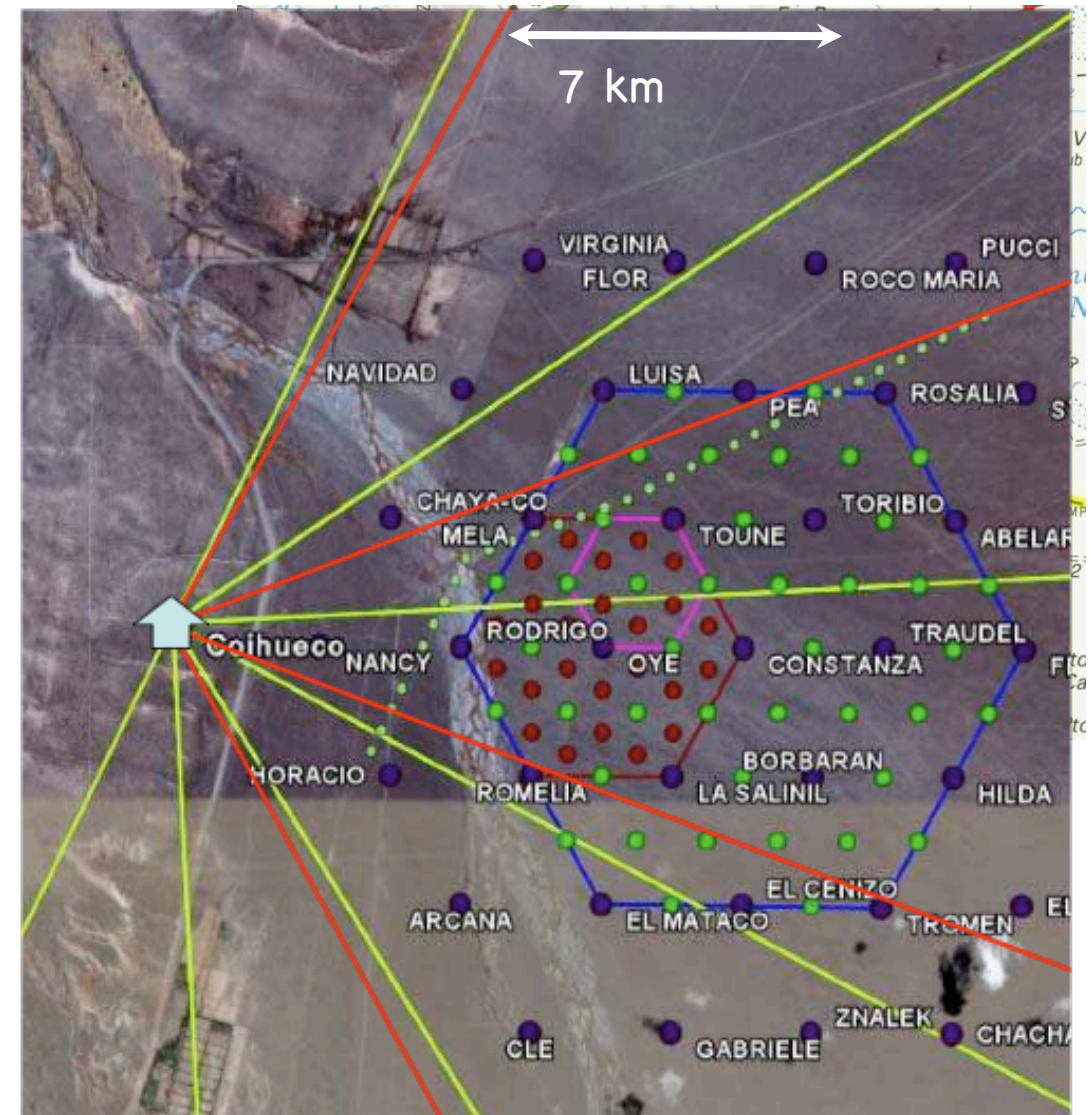 7 km
VIRGINIA
FLOR
PUCCI
ROCO MARIA
NAVIDAD
LUISA
PEA
ROSALIA
S
CHAYA-CO
MELA
TOUNE
TORIBIO
ABELAR
Coihueco
NANCY
RODRIGO
OYE
CONSTANZA
TRAUDEL
HORACIO
ROMELIA
BORBARAN
LA SALINIL
HILDA
ARCANA
EL MATACO
EL CENIZO
TROMEN
EL
CLE
GABRIELE
ZNALEK
CHACHA